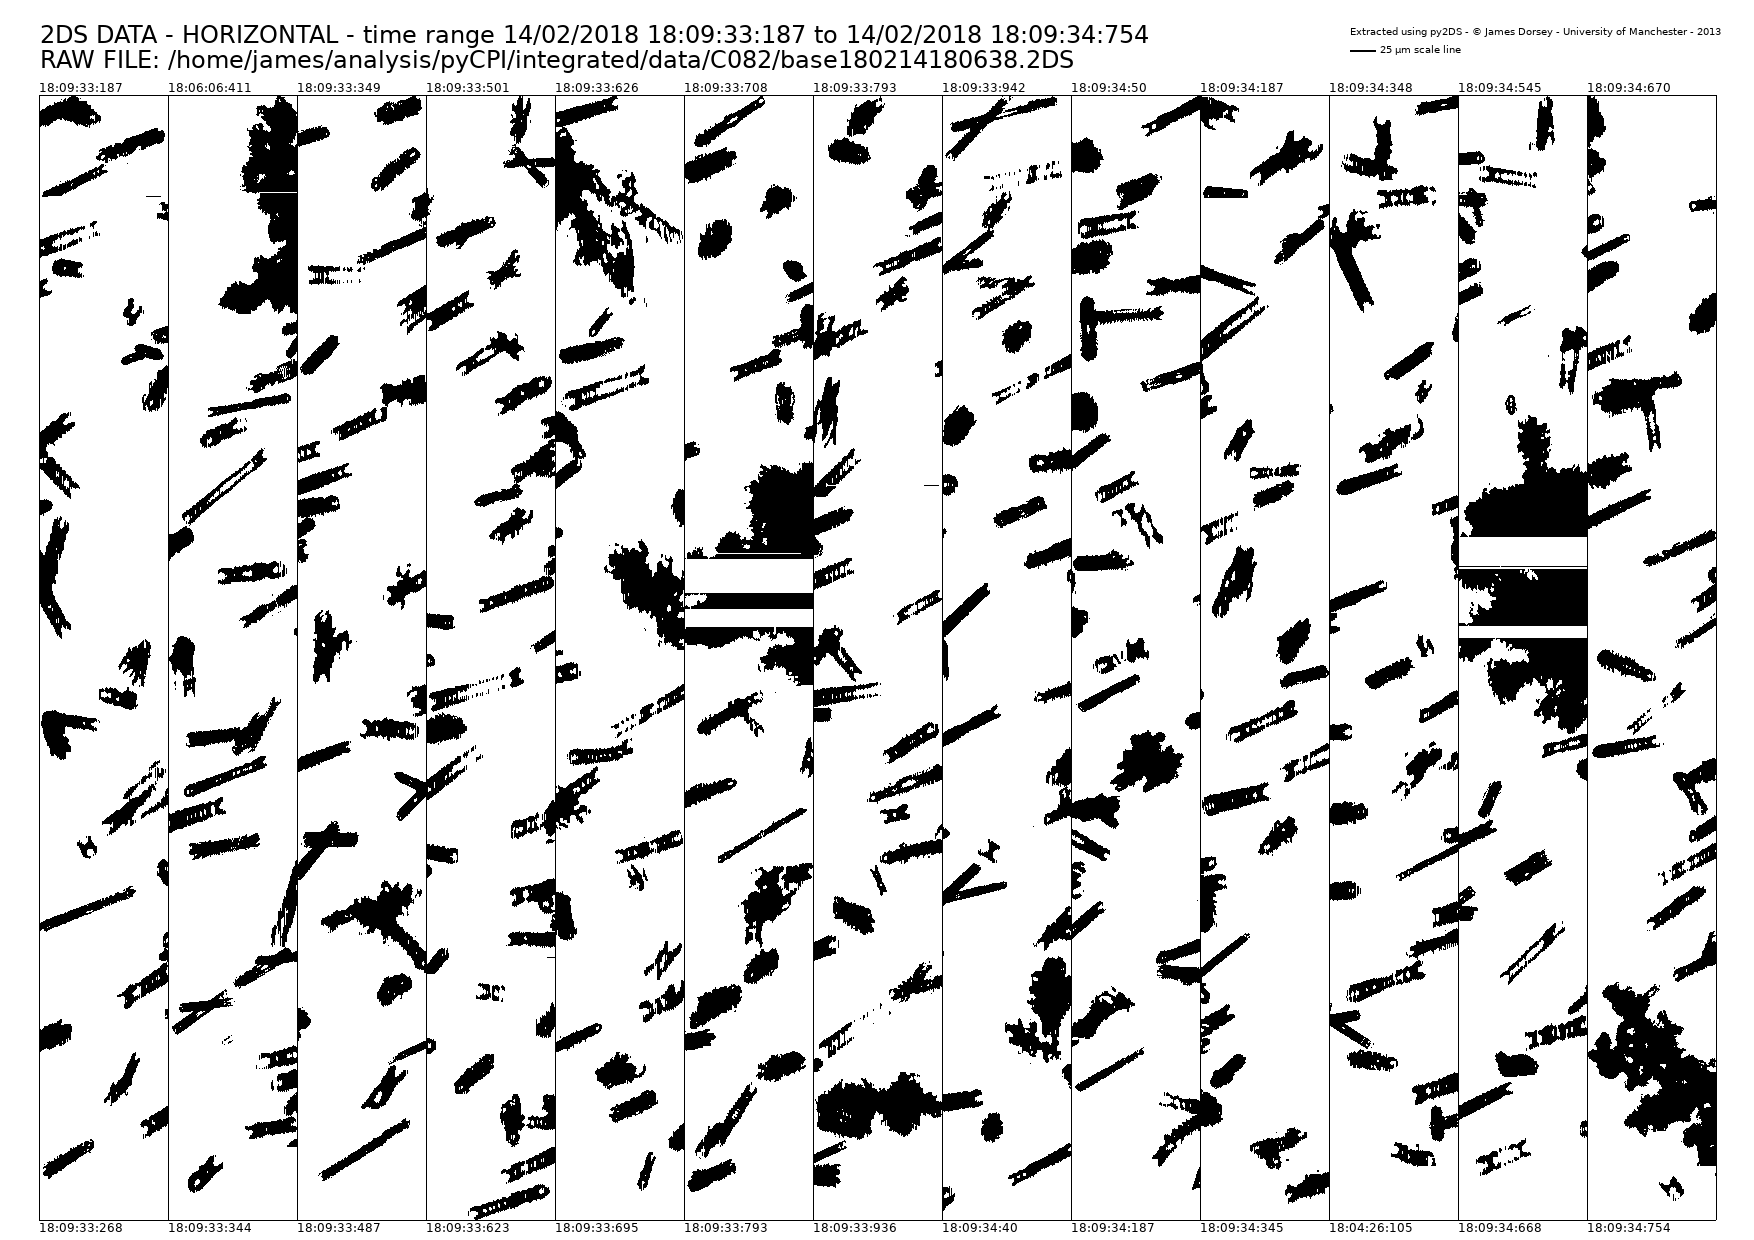 2DS DATA - HORIZONTAL - time range 14/02/2018 18:09:33:187 to 14/02/2018 18:09:34:754
RAW FILE: /home/james/analysis/pyCPI/integrated/data/C082/base180214180638.2DS
Extracted using py2DS - © James Dorsey - University of Manchester - 2013
25 µm scale line
18:09:33:187 18:06:06:411 18:09:33:349 18:09:33:501 18:09:33:626 18:09:33:708 18:09:33:793 18:09:33:942 18:09:34:50 18:09:34:187 18:09:34:348 18:09:34:545 18:09:34:670
18:09:33:268 18:09:33:344 18:09:33:487 18:09:33:623 18:09:33:695 18:09:33:793 18:09:33:936 18:09:34:40 18:09:34:187 18:09:34:345 18:04:26:105 18:09:34:668 18:09:34:754